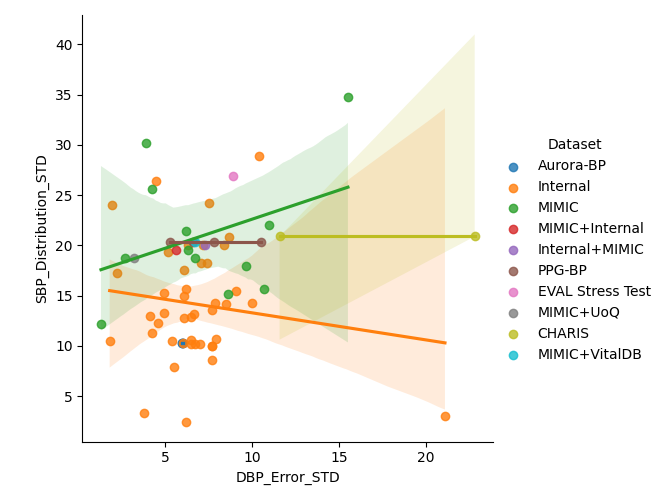 40
35
30
25
20
15
10
5
SBP_Distribution_STD
5
10
15
20
DBP_Error_STD
Dataset
Aurora-BP
Internal
MIMIC
MIMIC+Internal
Internal+MIMIC
PPG-BP
EVAL Stress Test
MIMIC+UoQ
CHARIS
MIMIC+VitalDB